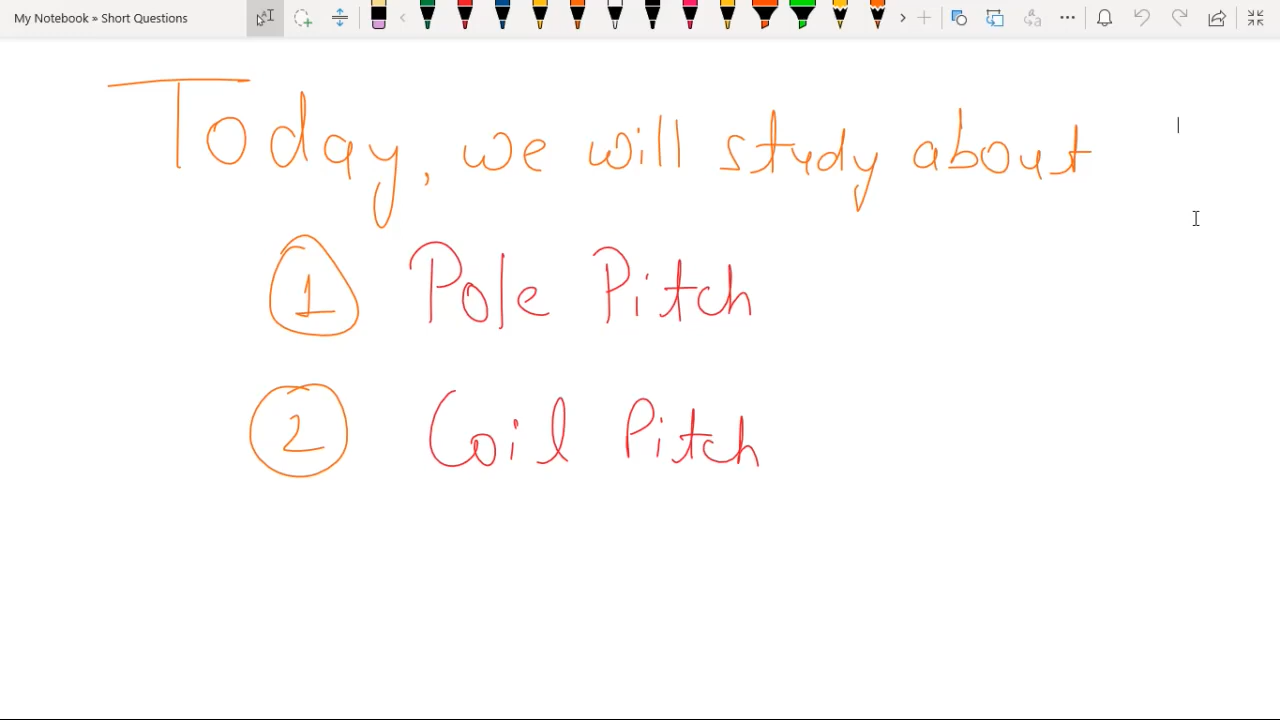 My Notebook » Short Questions
Today, we will study about
1 Pole Pitch
2 Coil Pitch